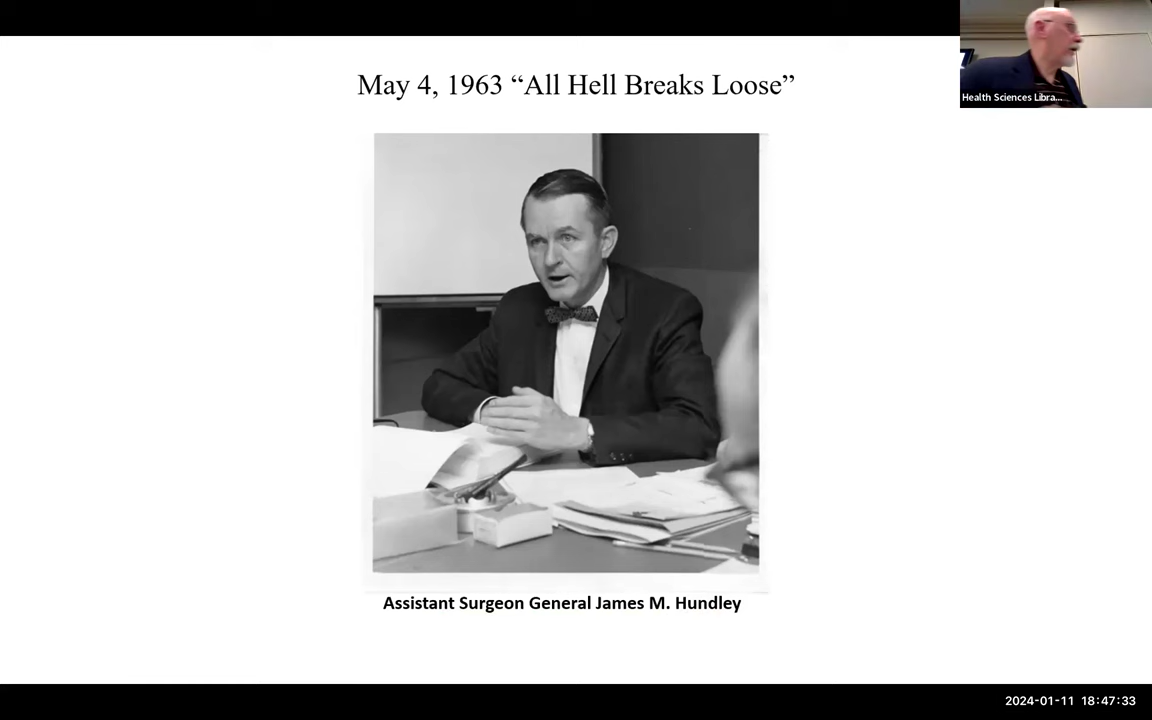 May 4, 1963 “All Hell Breaks Loose”
Health Sciences Libra...
Assistant Surgeon General James M. Hundley
2024-01-11 18:47:33